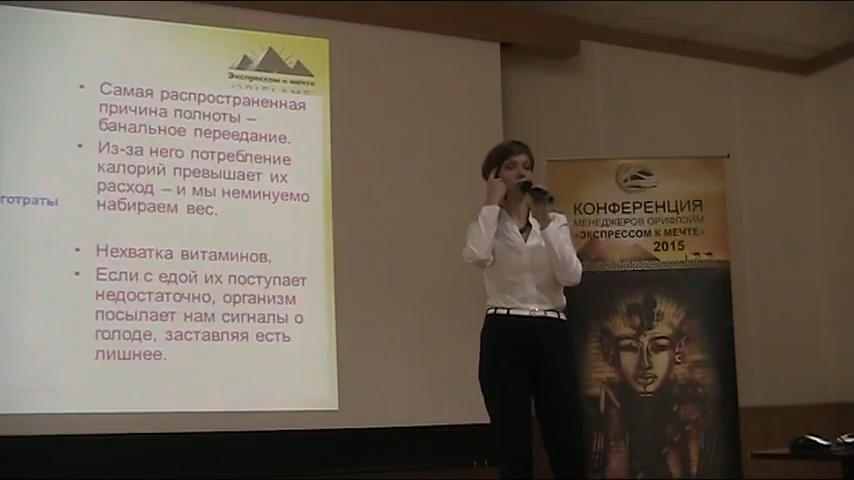 Экспрессом к мечте
ORIFLAME
• Самая распространенная
причина полноты –
банальное переедание.
• Из-за него потребление
калорий превышает их
расход – и мы неминуемо
набираем вес.
готраты
• Нехватка витаминов.
• Если с едой их поступает
недостаточно, организм
посылает нам сигналы о
голоде, заставляя есть
лишнее.
КОНФЕРЕНЦИЯ
МЕНЕДЖЕРОВ ОРИФЛЭЙМ
«ЭКСПРЕССОМ К МЕЧТЕ»
2015